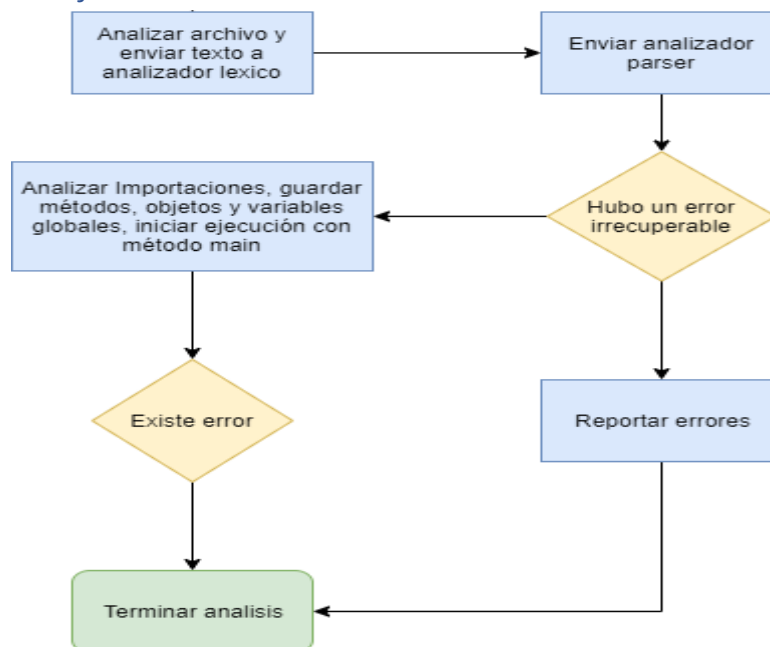 Analizar archivo y
enviar texto a
analizador lexico
Enviar analizador
parser
Analizar Importaciones, guardar
métodos, objetos y variables
globales, iniciar ejecución con
método main
Hubo un error
irrecuperable
Existe error
Reportar errores
Terminar analisis